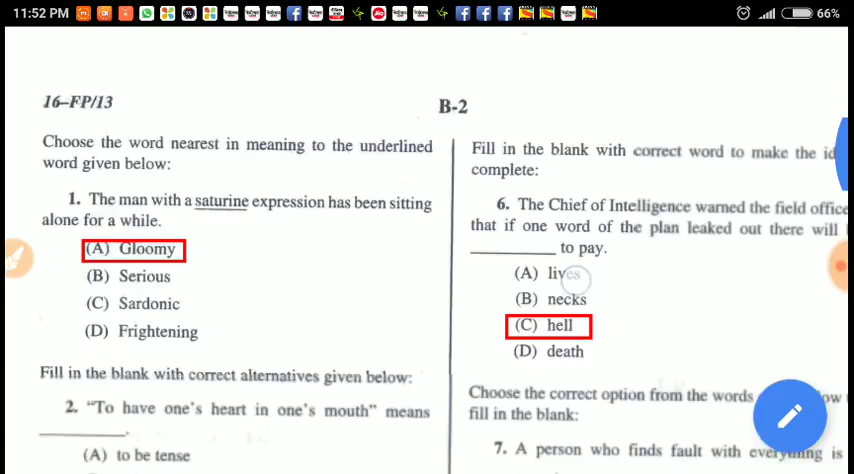 11:52 PM
66%
16–FP/13
B-2
Choose the word nearest in meaning to the underlined
word given below:
1. The man with a saturine expression has been sitting
alone for a while.
(A) Gloomy
(B) Serious
(C) Sardonic
(D) Frightening
Fill in the blank with correct alternatives given below:
2. “To have one’s heart in one’s mouth” means
__________.
(A) to be tense
Fill in the blank with correct word to make the id
complete:
6. The Chief of Intelligence warned the field office
that if one word of the plan leaked out there will
__________ to pay.
(A) lives
(B) necks
(C) hell
(D) death
Choose the correct option from the words
fill in the blank:
7. A person who finds fault with everything is